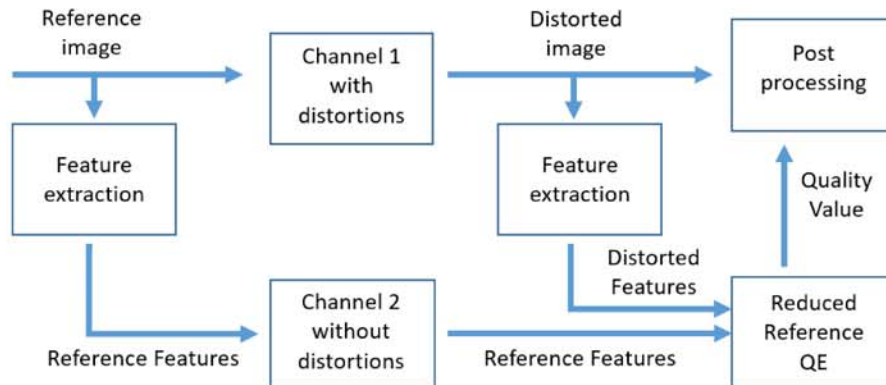 Reference
image
Channel 1
with
distortions
Distorted
image
Post
processing
Feature
extraction
Feature
extraction
Quality
Value
Distorted
Features
Channel 2
without
distortions
Reduced
Reference
QE
Reference Features
Reference Features